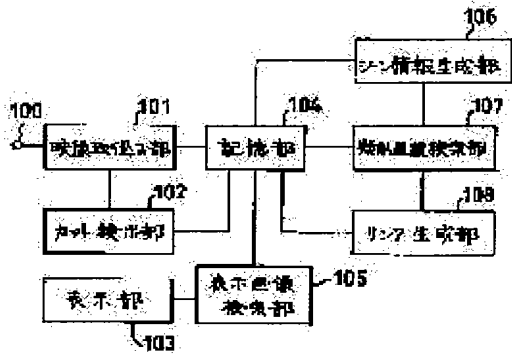 106
シーン情報生成部
100
101
104
107
映像取込み部
記憶部
類似画像検索部
102
108
カット検出部
リンク生成部
表示部
表示画像
検索部
105
103